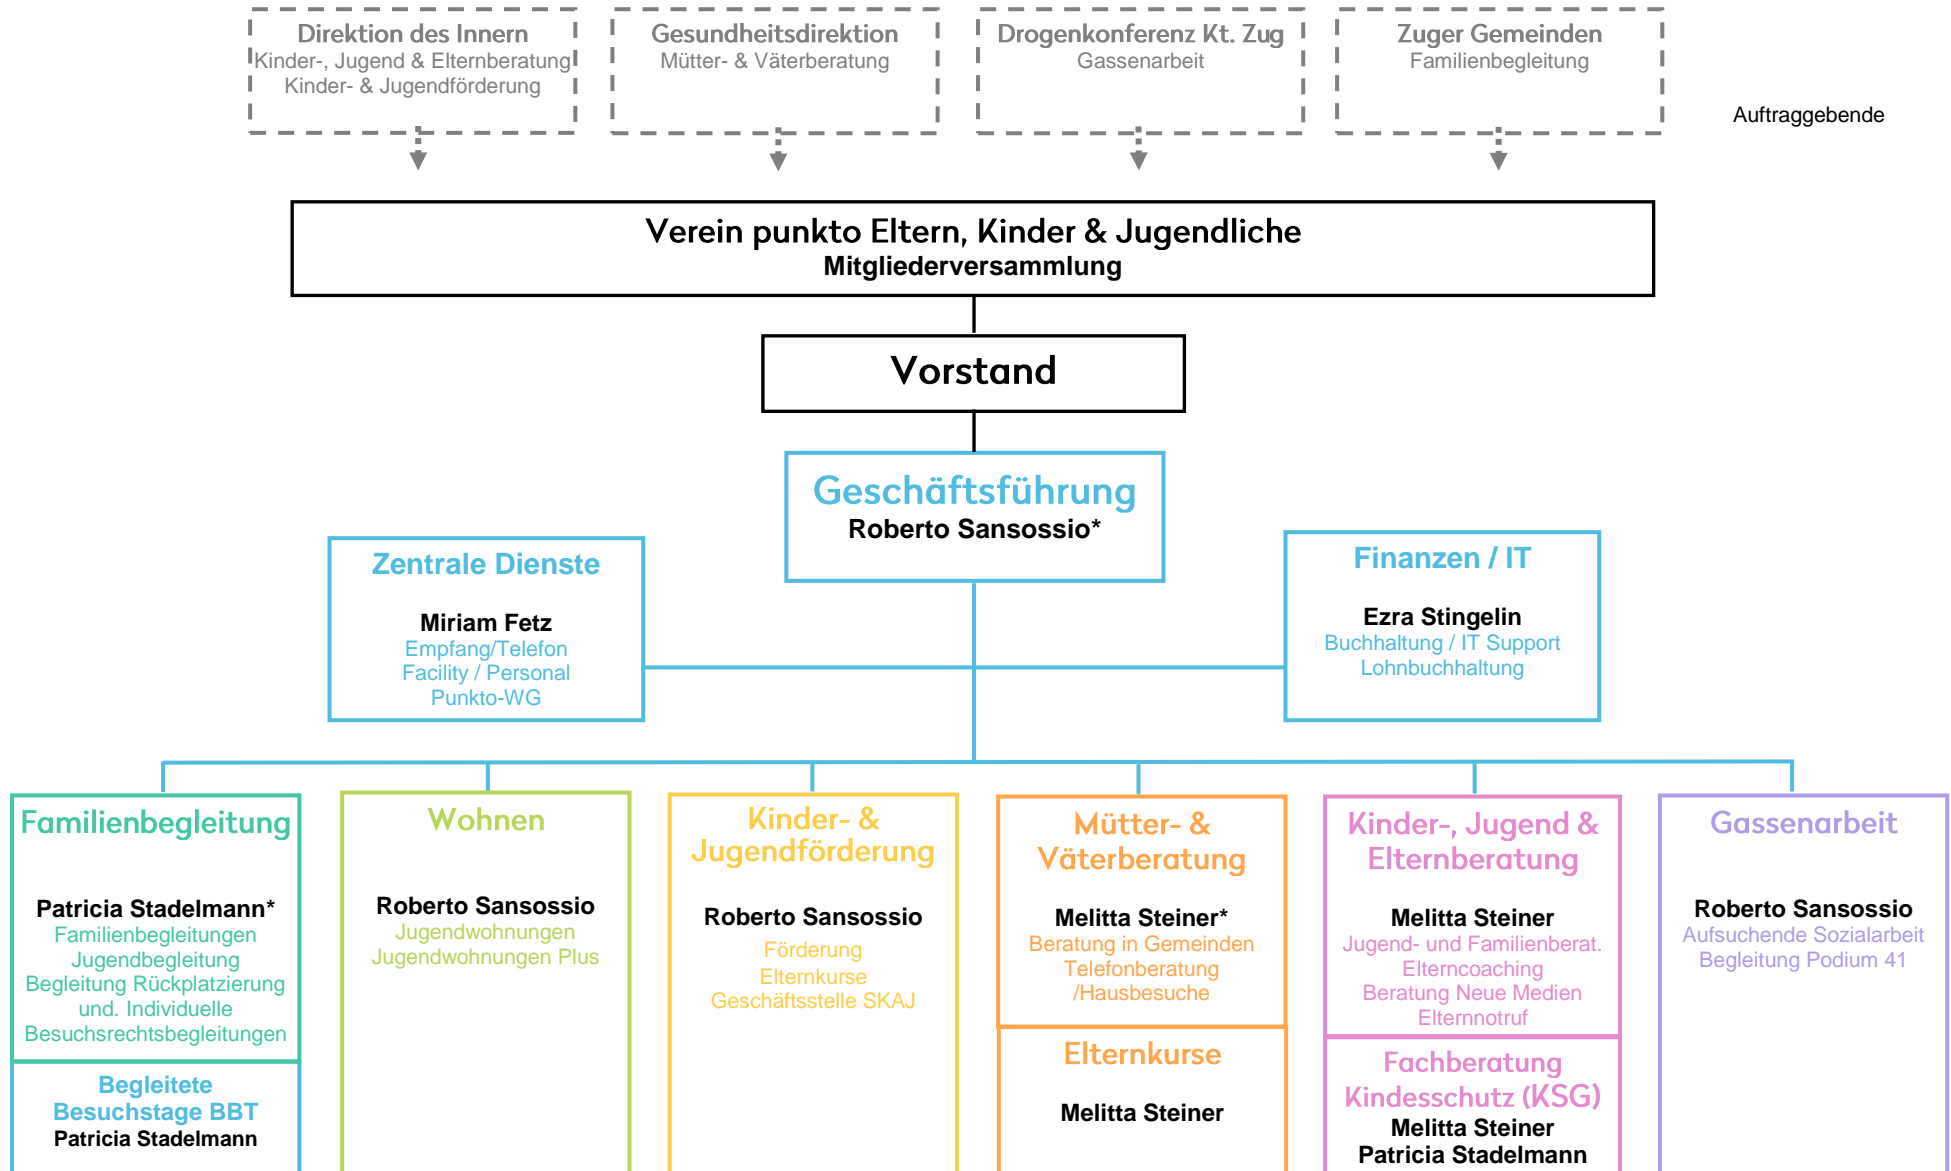 Direktion des Innern
Kinder-, Jugend & Elternberatung
Kinder- & Jugendförderung
Gesundheitsdirektion
Mütter- & Väterberatung
Drogenkonferenz Kt. Zug
Gassenarbeit
Zuger Gemeinden
Familienbegleitung
Auftraggebende
Verein punkto Eltern, Kinder & Jugendliche
Mitgliederversammlung
Vorstand
Geschäftsführung
Roberto Sansossio*
Zentrale Dienste
Miriam Fetz
Empfang/Telefon
Facility / Personal
Punkto-WG
Finanzen / IT
Ezra Stingelin
Buchhaltung / IT Support
Lohnbuchhaltung
Familienbegleitung
Patricia Stadelmann*
Familienbegleitungen
Jugendbegleitung
Begleitung Rückplatzierung
und. Individuelle
Besuchsrechtsbegleitungen
Begleitete
Besuchstage BBT
Patricia Stadelmann
Wohnen
Roberto Sansossio
Jugendwohnungen
Jugendwohnungen Plus
Kinder- &
Jugendförderung
Roberto Sansossio
Förderung
Elternkurse
Geschäftsstelle SKAJ
Mütter- &
Väterberatung
Melitta Steiner*
Beratung in Gemeinden
Telefonberatung
/Hausbesuche
Elternkurse
Melitta Steiner
Kinder-, Jugend &
Elternberatung
Melitta Steiner
Jugend- und Familienberat.
Elterncoaching
Beratung Neue Medien
Elternnotruf
Fachberatung
Kindesschutz (KSG)
Melitta Steiner
Patricia Stadelmann
Gassenarbeit
Roberto Sansossio
Aufsuchende Sozialarbeit
Begleitung Podium 41